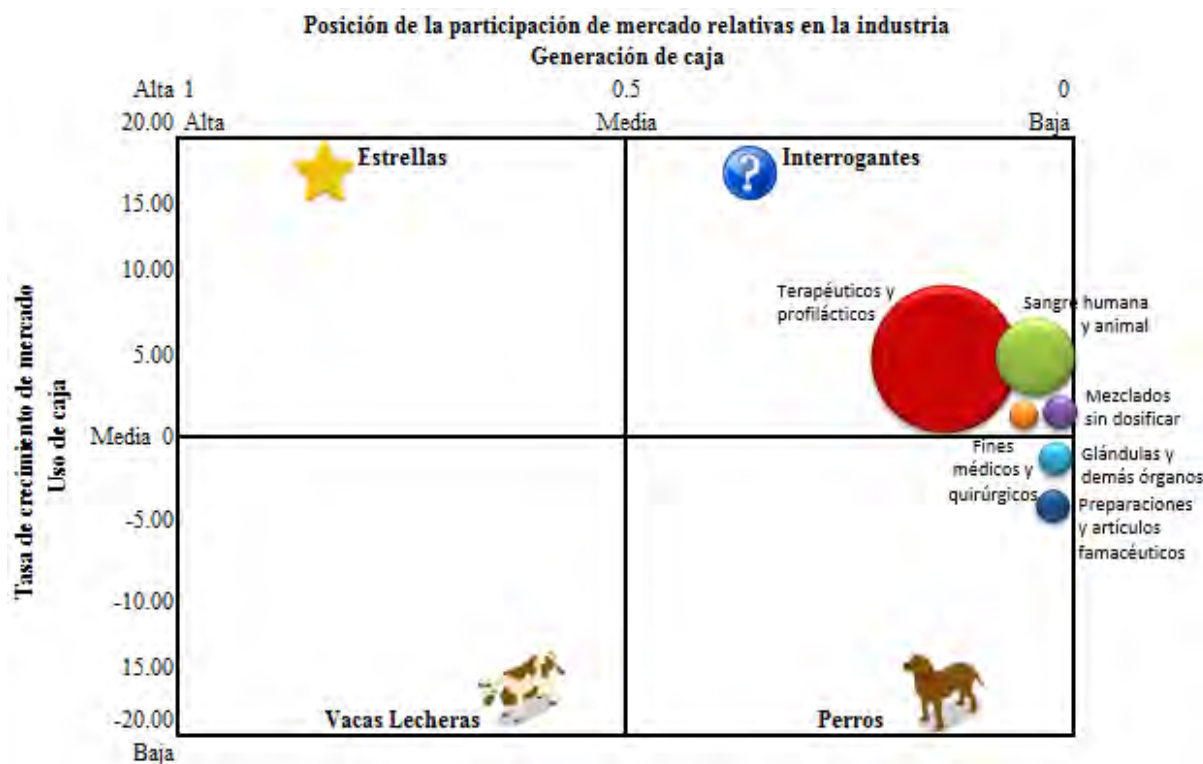 Posición de la participación de mercado relativas en la industria
Generación de caja
Alta 1 0.5 0
20.00 Alta Media Baja
Estrellas ? Interrogantes
15.00
10.00
Terapéuticos y
profilácticos
Sangre humana
y animal
5.00
Tasa de crecimiento de mercado
Uso de caja
Mezclados
sin dosificar
Media 0
Fines
médicos y
quirúrgicos
Glándulas y
demás órganos
-5.00
Preparaciones
y artículos
famacéuticos
-10.00
15.00
-20.00
Vacas Lecheras Perros
Baja